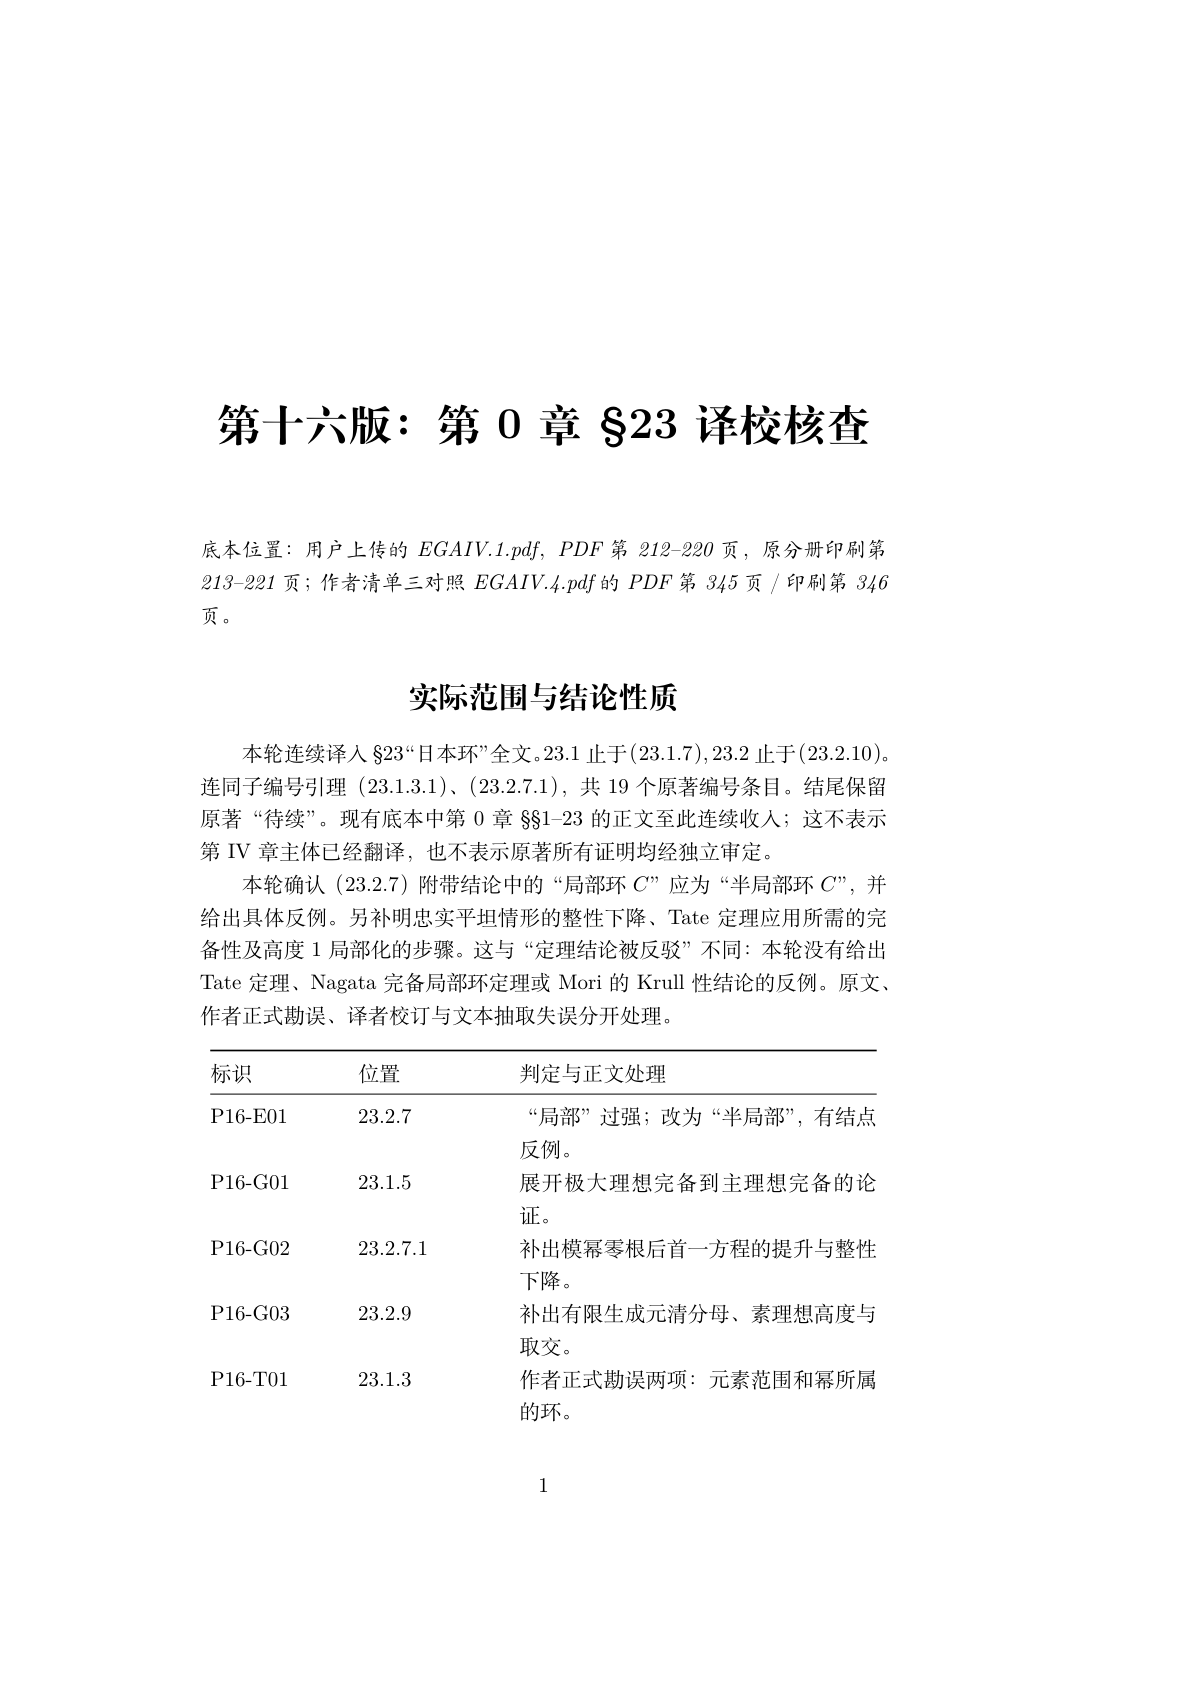 第十六版：第 0 章 §23 译校核查
底本位置：用户上传的 EGAIV.1.pdf, PDF 第 212–220 页，原分册印刷第
213–221 页；作者清单三对照 EGAIV.4.pdf 的 PDF 第 345 页 / 印刷第 346
页。
实际范围与结论性质
本轮连续译入 §23“日本环”全文。23.1 止于(23.1.7), 23.2 止于(23.2.10)。
连同子编号引理（23.1.3.1）、（23.2.7.1），共 19 个原著编号条目。结尾保留
原著“待续”。现有底本中第 0 章 §§1–23 的正文至此连续收入；这不表示
第 IV 章主体已经翻译，也不表示原著所有证明均经独立审定。
本轮确认（23.2.7）附带结论中的“局部环 C”应为“半局部环 C”，并
给出具体反例。另补明忠实平坦情形的整性下降、Tate 定理应用所需的完
备性及高度 1 局部化的步骤。这与“定理结论被反驳”不同：本轮没有给出
Tate 定理、Nagata 完备局部环定理或 Mori 的 Krull 性结论的反例。原文、
作者正式勘误、译者校订与文本抽取失误分开处理。
标识 位置 判定与正文处理
P16-E01 23.2.7 “局部”过强；改为“半局部”，有结点
反例。
P16-G01 23.1.5 展开极大理想完备到主理想完备的论
证。
P16-G02 23.2.7.1 补出模幂零根后首一方程的提升与整性
下降。
P16-G03 23.2.9 补出有限生成元清分母、素理想高度与
取交。
P16-T01 23.1.3 作者正式勘误两项：元素范围和幂所属
的环。
1